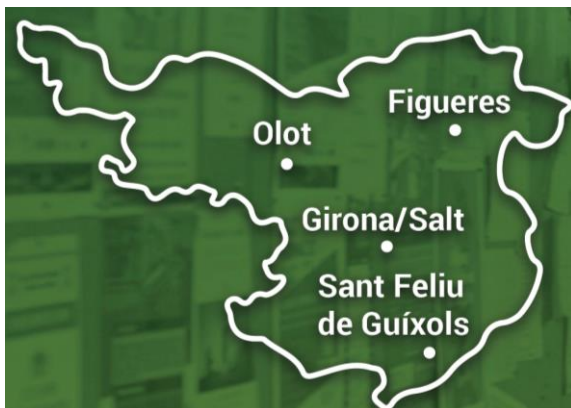 Figueres
Olot
Girona/Salt
Sant Feliu
de Guíxols